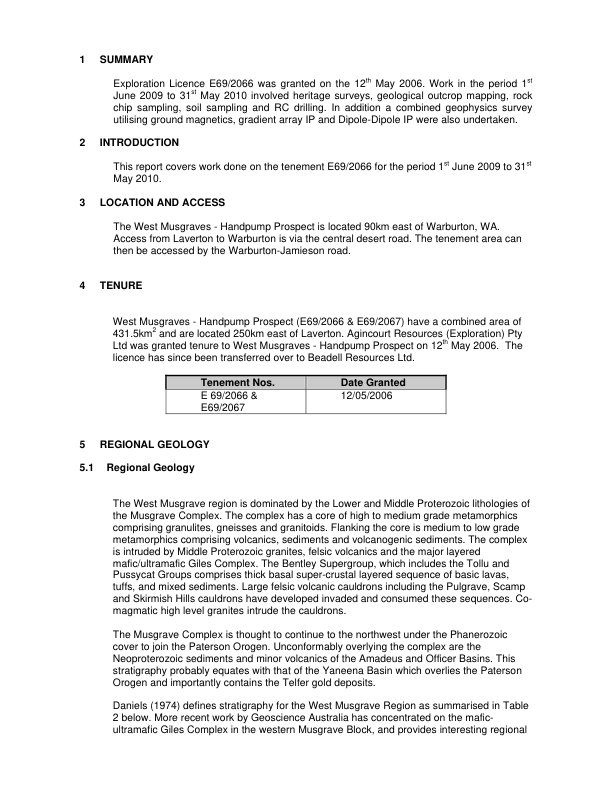 1 SUMMARY
Exploration Licence E69/2066 was granted on the 12th May 2006. Work in the period 1st
June 2009 to 31st May 2010 involved heritage surveys, geological outcrop mapping, rock
chip sampling, soil sampling and RC drilling. In addition a combined geophysics survey
utilising ground magnetics, gradient array IP and Dipole-Dipole IP were also undertaken.
2 INTRODUCTION
This report covers work done on the tenement E69/2066 for the period 1st June 2009 to 31st
May 2010.
3 LOCATION AND ACCESS
The West Musgraves - Handpump Prospect is located 90km east of Warburton, WA.
Access from Laverton to Warburton is via the central desert road. The tenement area can
then be accessed by the Warburton-Jamieson road.
4 TENURE
West Musgraves - Handpump Prospect (E69/2066 & E69/2067) have a combined area of
431.5km2 and are located 250km east of Laverton. Agincourt Resources (Exploration) Pty
Ltd was granted tenure to West Musgraves - Handpump Prospect on 12th May 2006. The
licence has since been transferred over to Beadell Resources Ltd.
Tenement Nos. Date Granted
E 69/2066 & 12/05/2006
E69/2067
5 REGIONAL GEOLOGY
5.1 Regional Geology
The West Musgrave region is dominated by the Lower and Middle Proterozoic lithologies of
the Musgrave Complex. The complex has a core of high to medium grade metamorphics
comprising granulites, gneisses and granitoids. Flanking the core is medium to low grade
metamorphics comprising volcanics, sediments and volcanogenic sediments. The complex
is intruded by Middle Proterozoic granites, felsic volcanics and the major layered
mafic/ultramafic Giles Complex. The Bentley Supergroup, which includes the Tollu and
Pussycat Groups comprises thick basal super-crustal layered sequence of basic lavas,
tuffs, and mixed sediments. Large felsic volcanic cauldrons including the Pulgrave, Scamp
and Skirmish Hills cauldrons have developed invaded and consumed these sequences. Co-
magmatic high level granites intrude the cauldrons.
The Musgrave Complex is thought to continue to the northwest under the Phanerozoic
cover to join the Paterson Orogen. Unconformably overlying the complex are the
Neoproterozoic sediments and minor volcanics of the Amadeus and Officer Basins. This
stratigraphy probably equates with that of the Yaneena Basin which overlies the Paterson
Orogen and importantly contains the Telfer gold deposits.
Daniels (1974) defines stratigraphy for the West Musgrave Region as summarised in Table
2 below. More recent work by Geoscience Australia has concentrated on the mafic-
ultramafic Giles Complex in the western Musgrave Block, and provides interesting regional